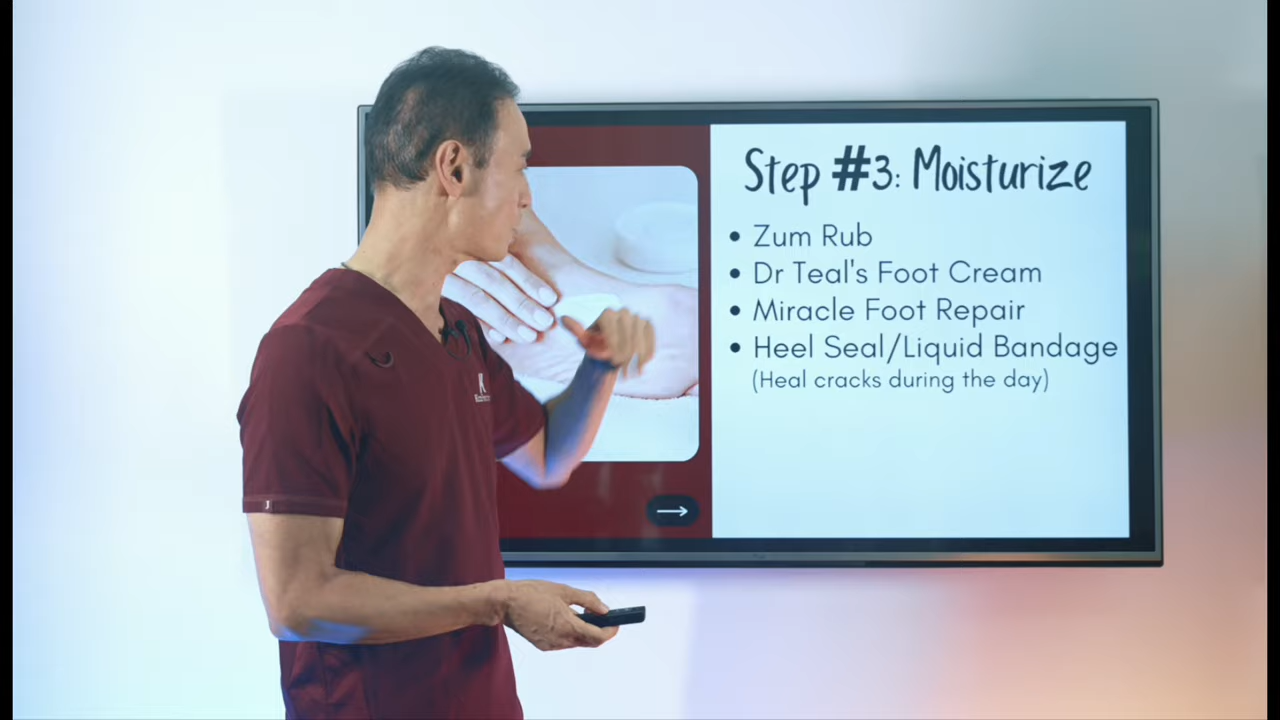 Step #3: Moisturize
• Zum Rub
• Dr Teal's Foot Cream
• Miracle Foot Repair
• Heel Seal/Liquid Bandage
(Heal cracks during the day)
K